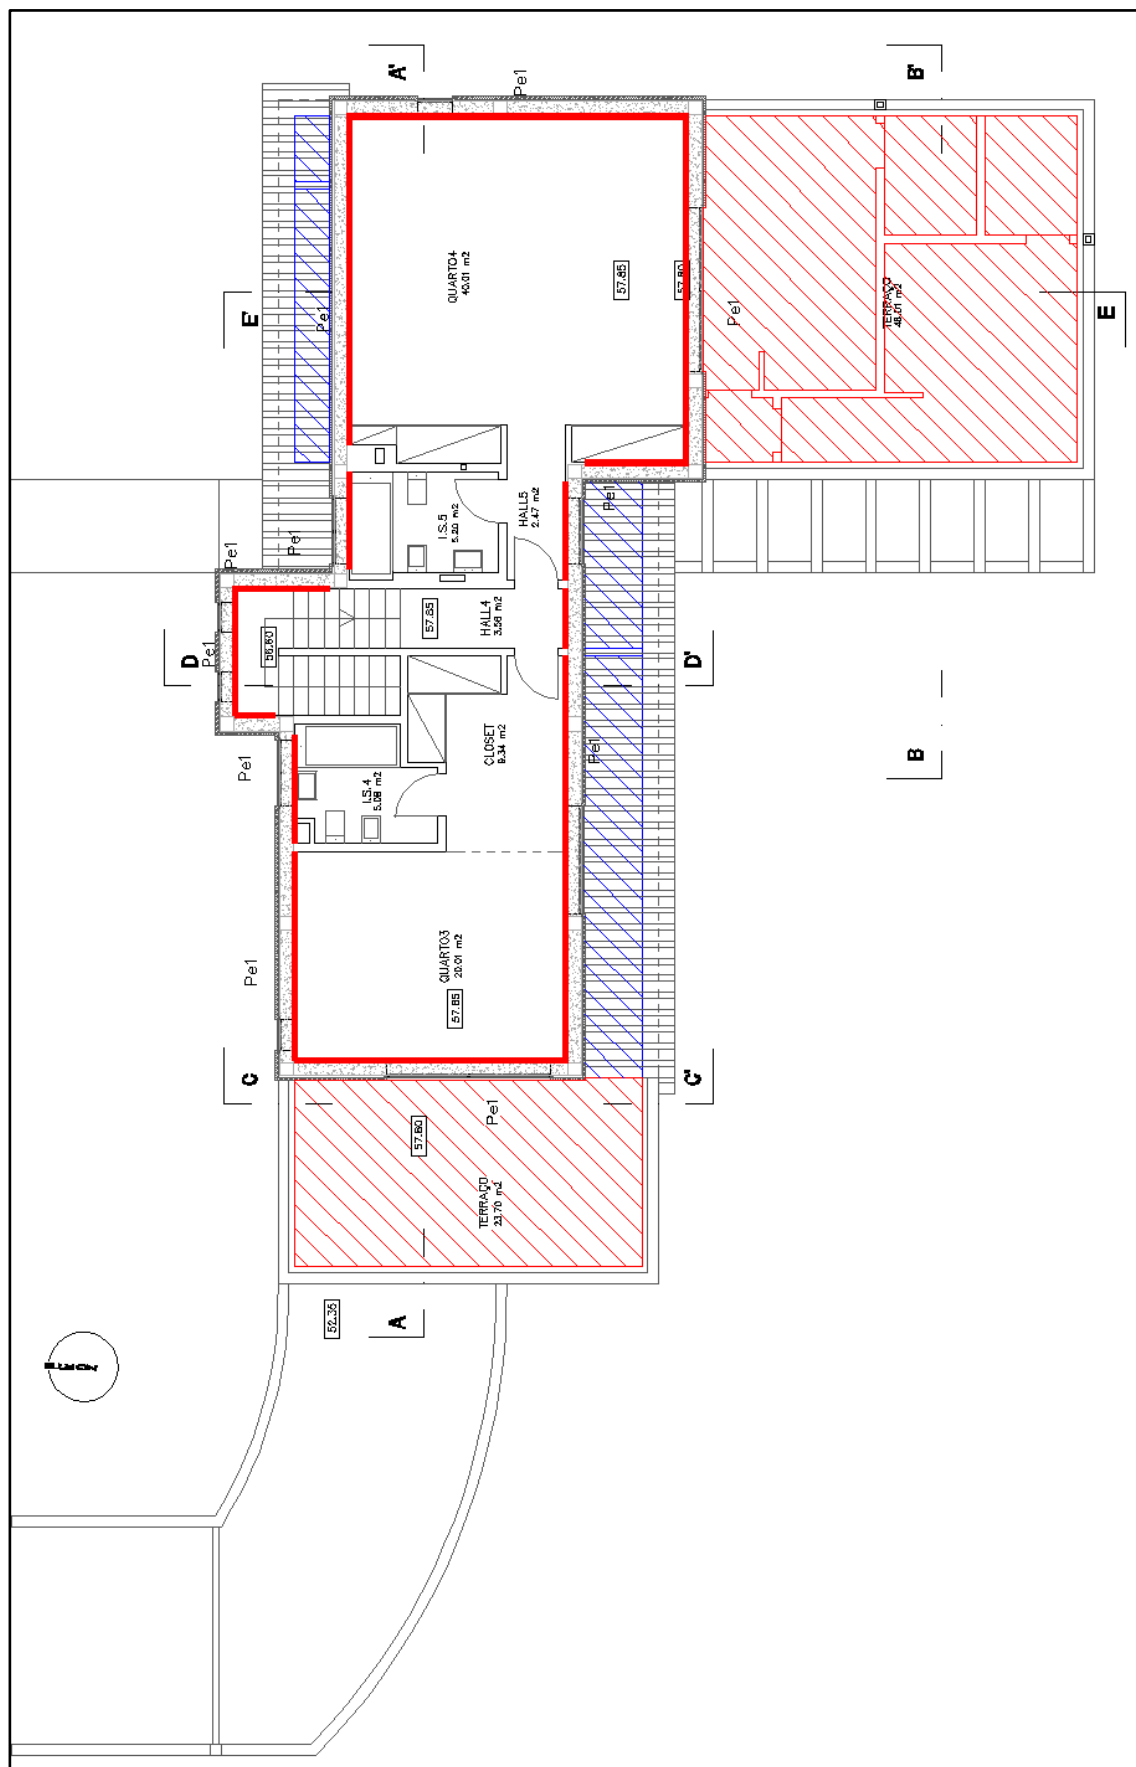 A'
B'
Pe1
QUARTO4
40.01 m2
57.85
57.80
E'
Pe1
Pe1
TERRAÇO
48.01 m2
E
I.S.5
5.20 m2
HALL5
2.47 m2
Pe1
Pe1
Pe1
D
Pe1
56.60
57.85
HALL4
3.56 m2
D'
CLOSET
9.34 m2
Pe1
B
Pe1
I.S.4
5.08 m2
Pe1
QUARTO3
20.01 m2
57.85
C
C'
57.80
Pe1
TERRAÇO
23.70 m2
52.35
A